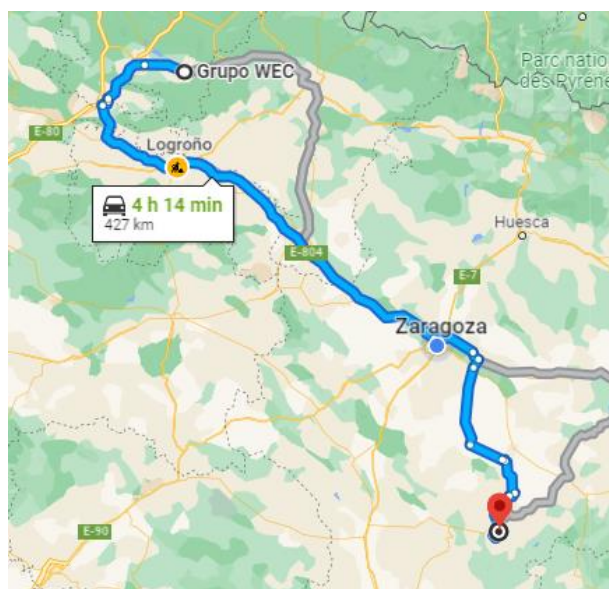 Parc natio
des Pyréné
Grupo WEC
E-80
Logroño
4 h 14 min
427 km
Huesca
E-804
E-7
Zaragoza
E-90